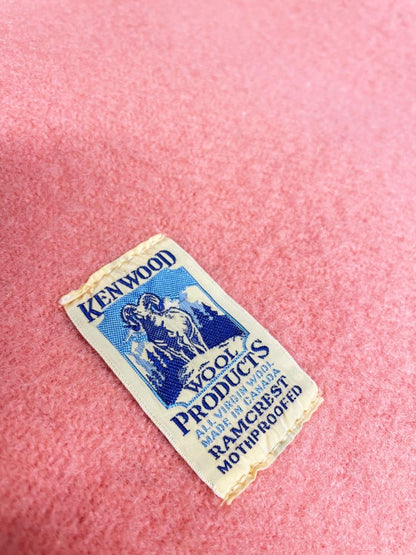 KENWOOD
WOOL
PRODUCTS
ALL VIRGIN WOOL
MADE IN CANADA
RAMCREST
MOTHPROOFED